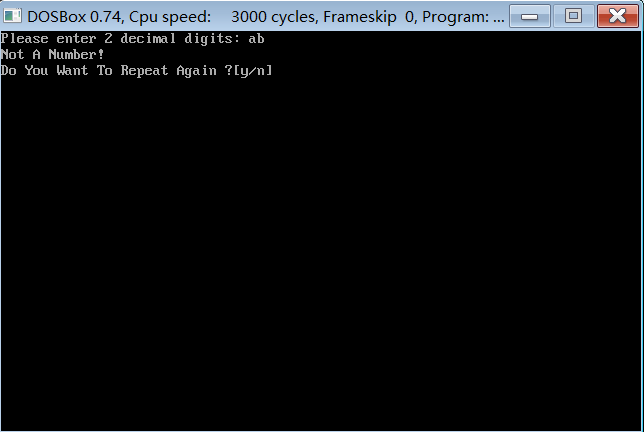 DOSBox 0.74, Cpu speed: 3000 cycles, Frameskip 0, Program: ...
Please enter 2 decimal digits: ab
Not A Number!
Do You Want To Repeat Again ?[y/n]